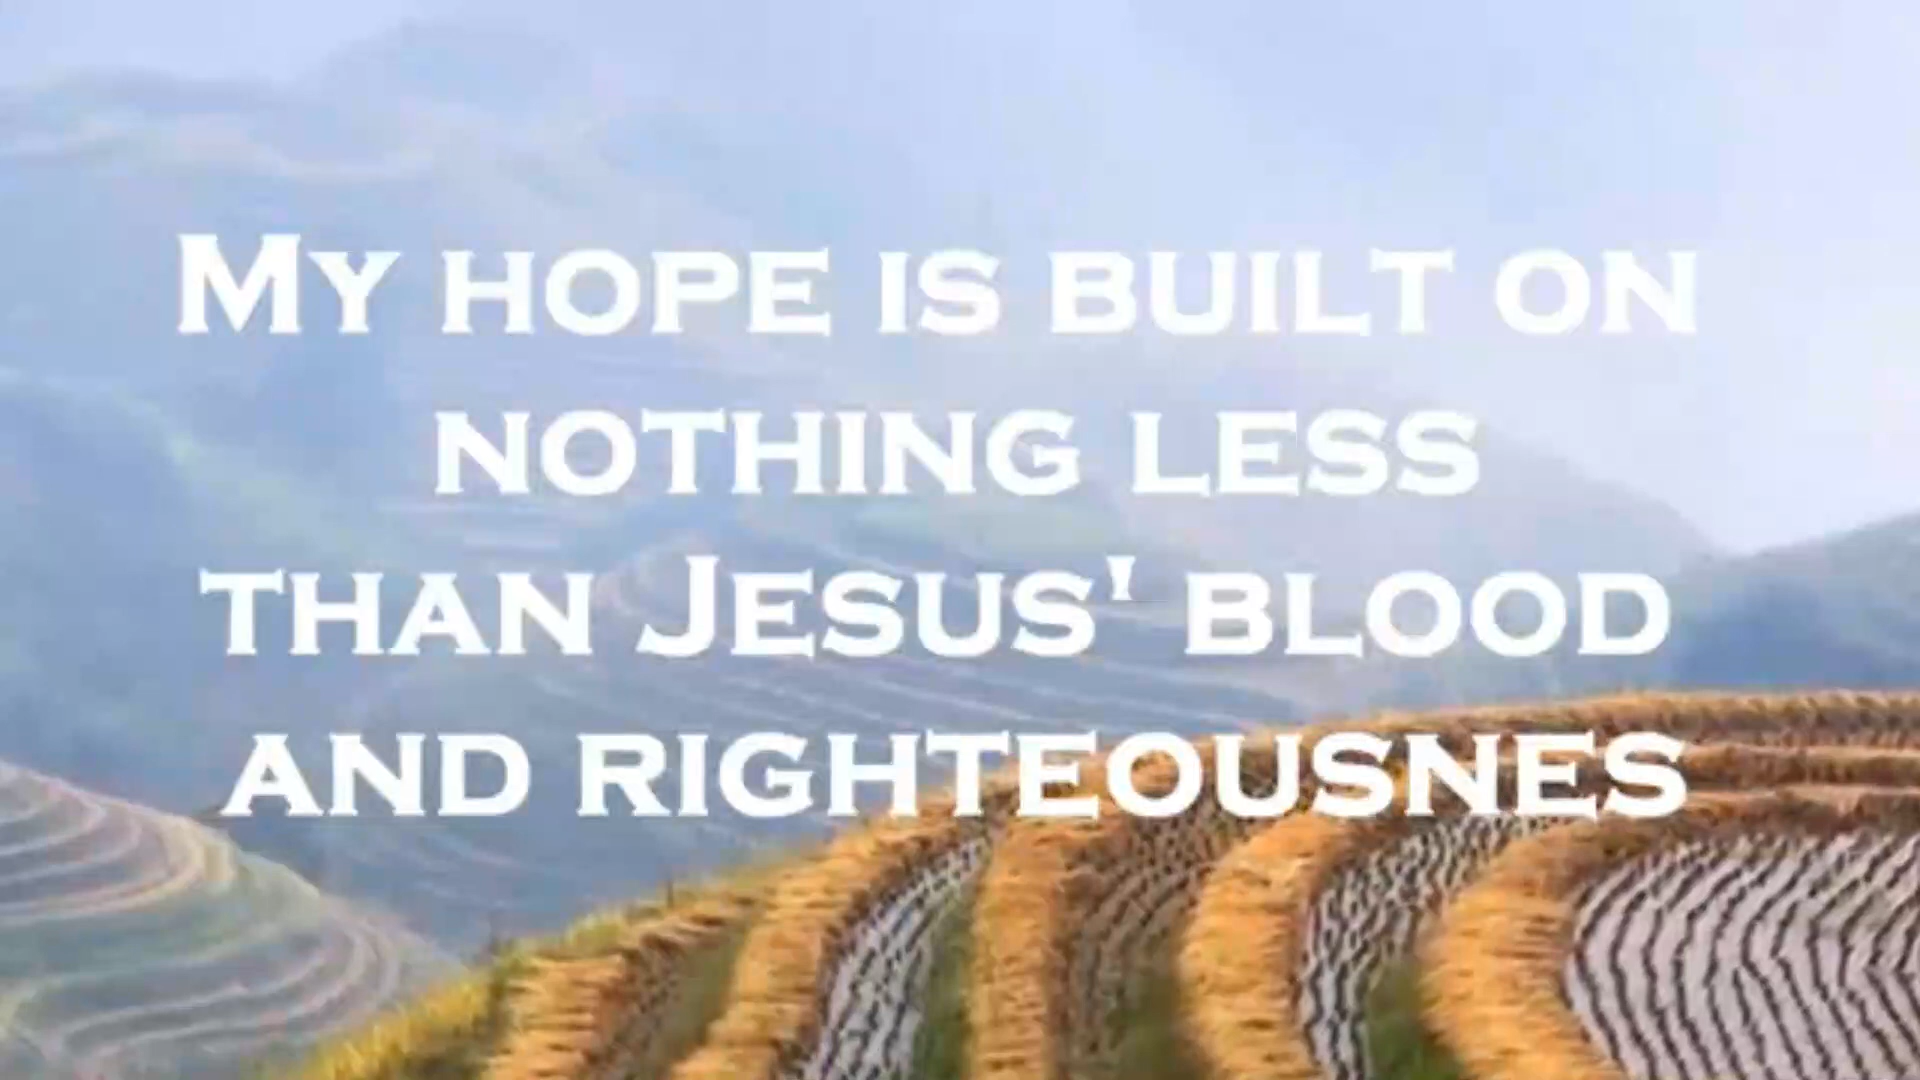 My hope is built on
nothing less
than Jesus' blood
and righteousnes